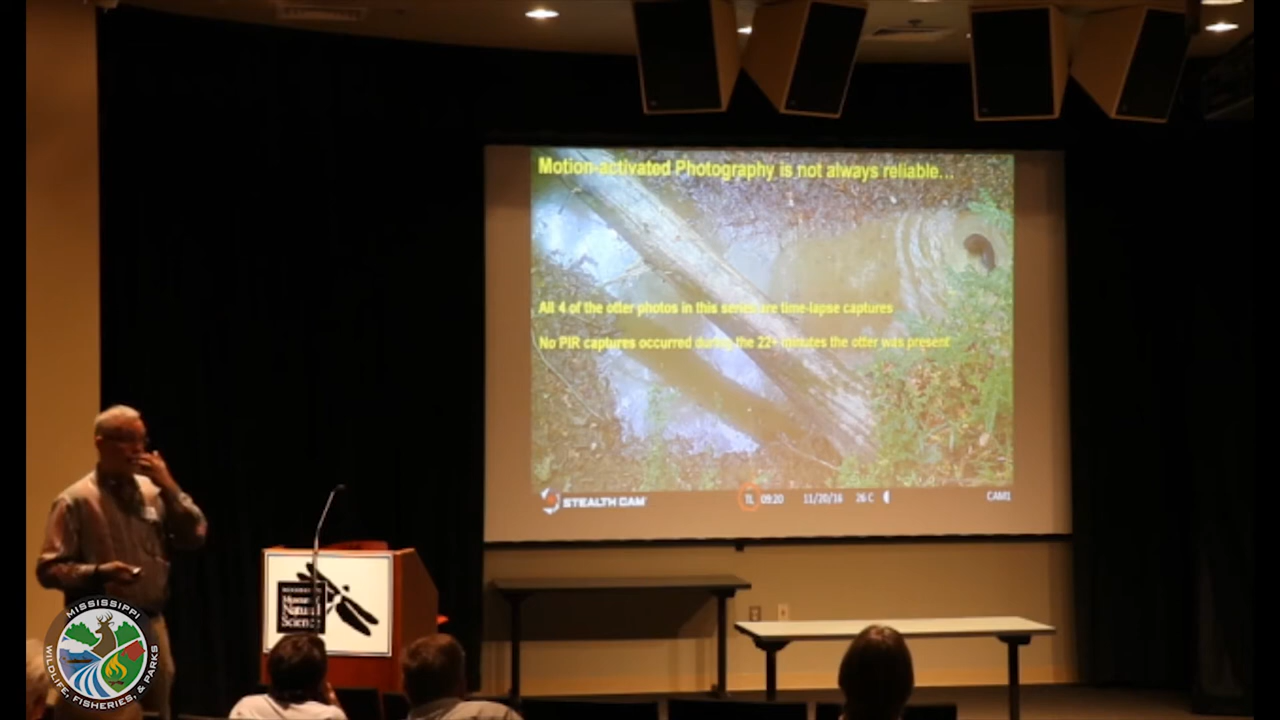 Motion-activated Photography is not always reliable...
All 4 of the otter photos in this series are time-lapse captures
No PIR captures occurred during the 22+ minutes the otter was present
STEALTH CAM
TL 09:20 11/20/16 26 C CAM1
Museum of
Natural
Science
MISSISSIPPI
WILDLIFE, FISHERIES, & PARKS